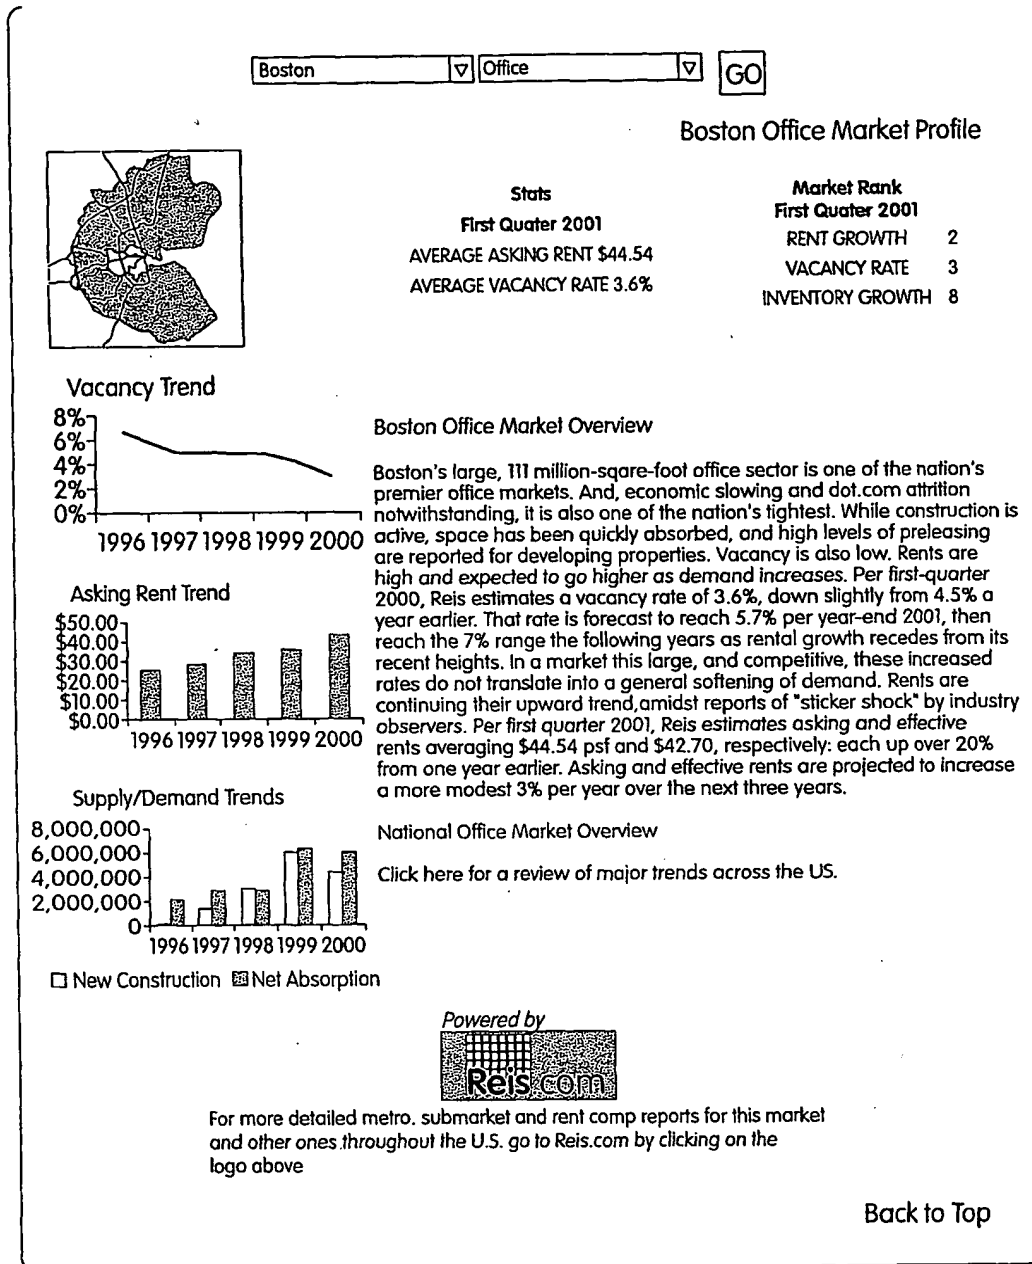 Boston Office GO
Boston Office Market Profile
Stats
First Quater 2001
AVERAGE ASKING RENT $44.54
AVERAGE VACANCY RATE 3.6%
Market Rank
First Quater 2001
RENT GROWTH 2
VACANCY RATE 3
INVENTORY GROWTH 8
Vacancy Trend
8%
6%
4%
2%
0%
1996 1997 1998 1999 2000
Asking Rent Trend
$50.00
$40.00
$30.00
$20.00
$10.00
$0.00
1996 1997 1998 1999 2000
Supply/Demand Trends
8,000,000
6,000,000
4,000,000
2,000,000
0
1996 1997 1998 1999 2000
New Construction Net Absorption
Boston Office Market Overview
Boston's large, 111 million-sqare-foot office sector is one of the nation's
premier office markets. And, economic slowing and dot.com attrition
notwithstanding, it is also one of the nation's tightest. While construction is
active, space has been quickly absorbed, and high levels of preleasing
are reported for developing properties. Vacancy is also low. Rents are
high and expected to go higher as demand increases. Per first-quarter
2000, Reis estimates a vacancy rate of 3.6%, down slightly from 4.5% a
year earlier. That rate is forecast to reach 5.7% per year-end 2001, then
reach the 7% range the following years as rental growth recedes from its
recent heights. In a market this large, and competitive, these increased
rates do not translate into a general softening of demand. Rents are
continuing their upward trend,amidst reports of "sticker shock" by industry
observers. Per first quarter 2001, Reis estimates asking and effective
rents averaging $44.54 psf and $42.70, respectively: each up over 20%
from one year earlier. Asking and effective rents are projected to increase
a more modest 3% per year over the next three years.
National Office Market Overview
Click here for a review of major trends across the US.
Powered by
Reis.com
For more detailed metro. submarket and rent comp reports for this market
and other ones throughout the U.S. go to Reis.com by clicking on the
logo above
Back to Top